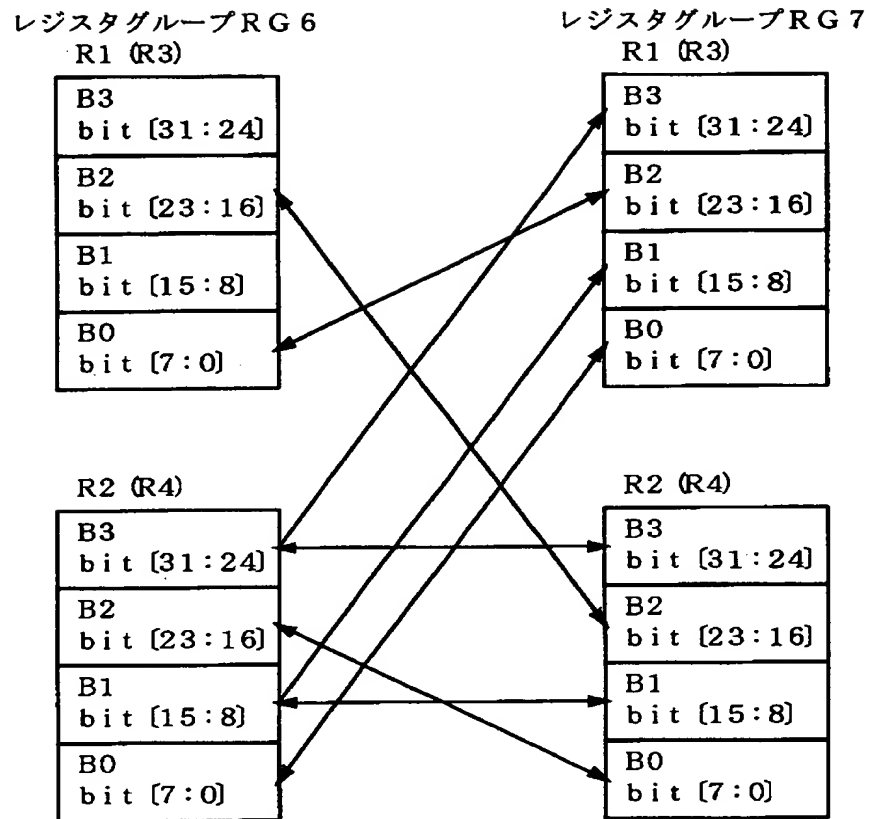 レジスタグループRG6
R1 (R3)
B3
bit [31:24]
B2
bit [23:16]
B1
bit [15:8]
B0
bit [7:0]
R2 (R4)
B3
bit [31:24]
B2
bit [23:16]
B1
bit [15:8]
B0
bit [7:0]
レジスタグループRG7
R1 (R3)
B3
bit [31:24]
B2
bit [23:16]
B1
bit [15:8]
B0
bit [7:0]
R2 (R4)
B3
bit [31:24]
B2
bit [23:16]
B1
bit [15:8]
B0
bit [7:0]